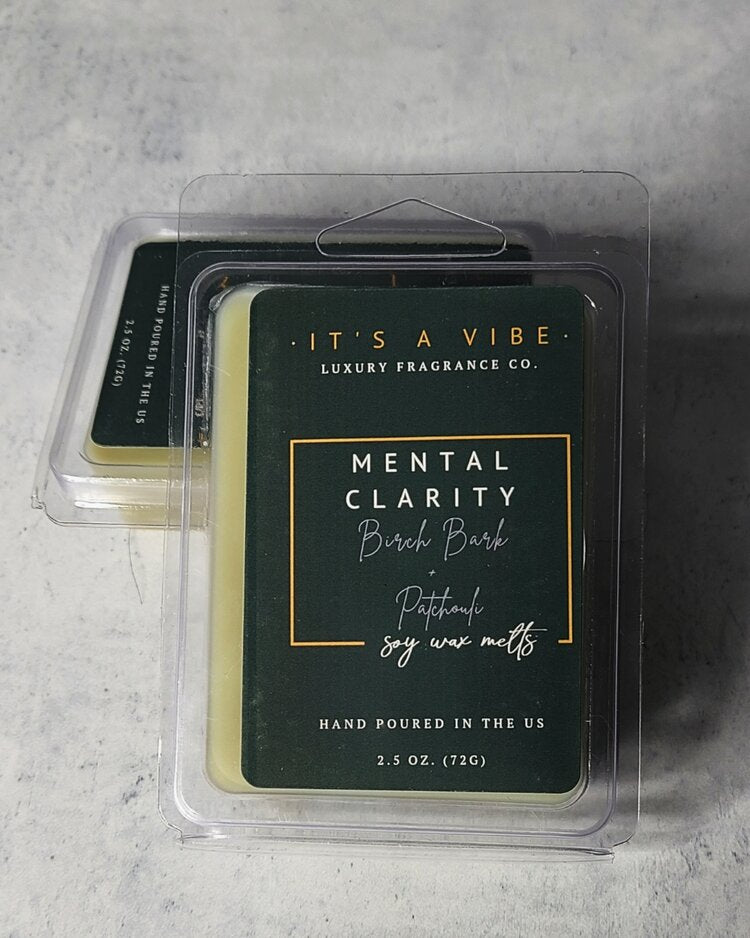 · IT'S A VIBE ·
LUXURY FRAGRANCE CO.
MENTAL
CLARITY
Birch Bark
+
Patchouli
soy wax melts
HAND POURED IN THE US
2.5 OZ. (72G)
HAND POURED IN THE US
2.5 OZ. (72G)